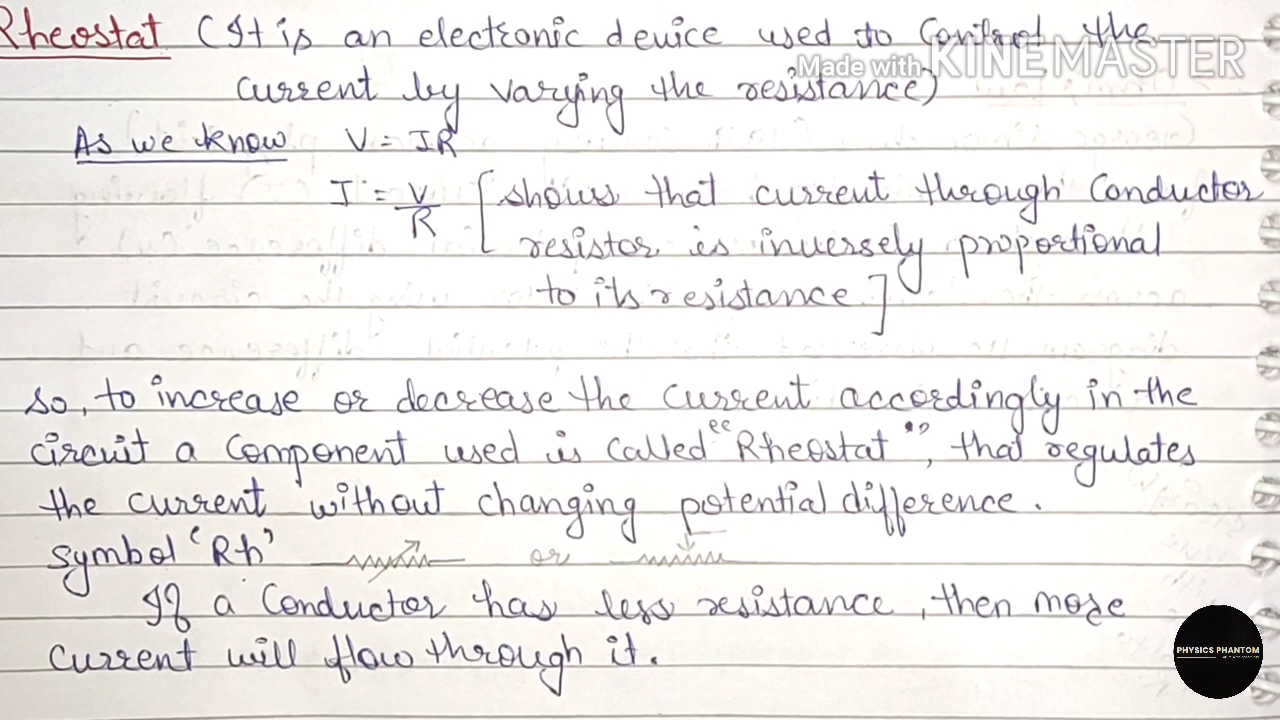 Rheostat (It is an electronic device used to Control the
Made with KINEMASTER
current by varying the resistance)
As we know V = IR
I = V/R [shows that current through Conductor
resistor is inversely proportional
to its resistance]
So, to increase or decrease the current accordingly in the
circuit a component used is called "Rheostat", that regulates
the current without changing potential difference.
Symbol 'Rh' or
If a Conductor has less resistance, then more
current will flow through it.
PHYSICS PHANTOM